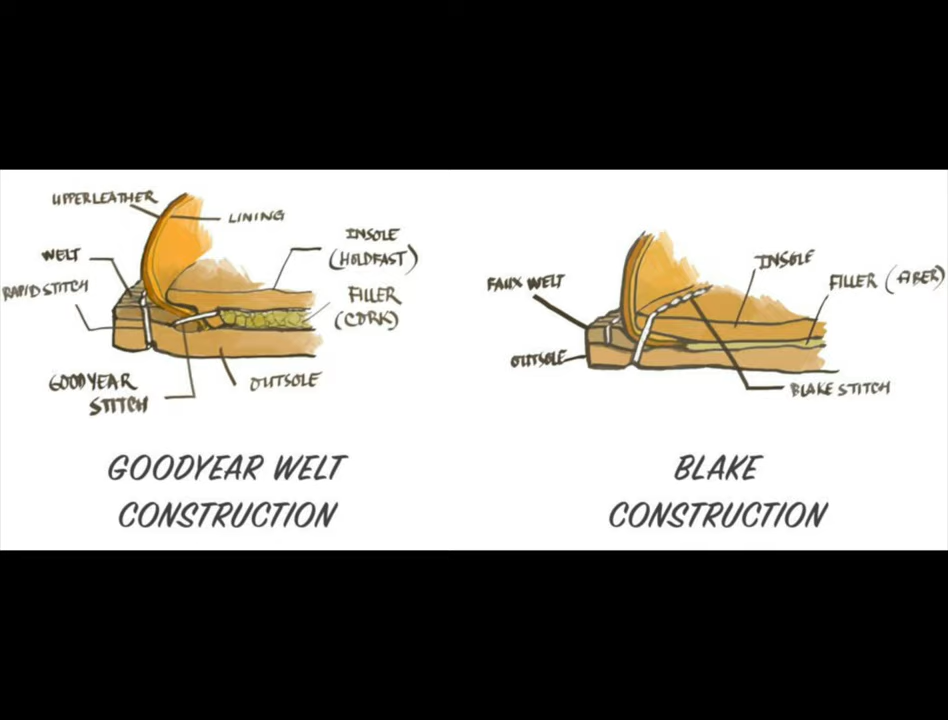 UPPERLEATHER
LINING
WELT
INSOLE
(HOLDFAST)
RAPID STITCH
FILLER
(CORK)
GOODYEAR
STITCH
OUTSOLE
GOODYEAR WELT
CONSTRUCTION
INSOLE
FAUX WELT
FILLER (FIBER)
OUTSOLE
BLAKE STITCH
BLAKE
CONSTRUCTION